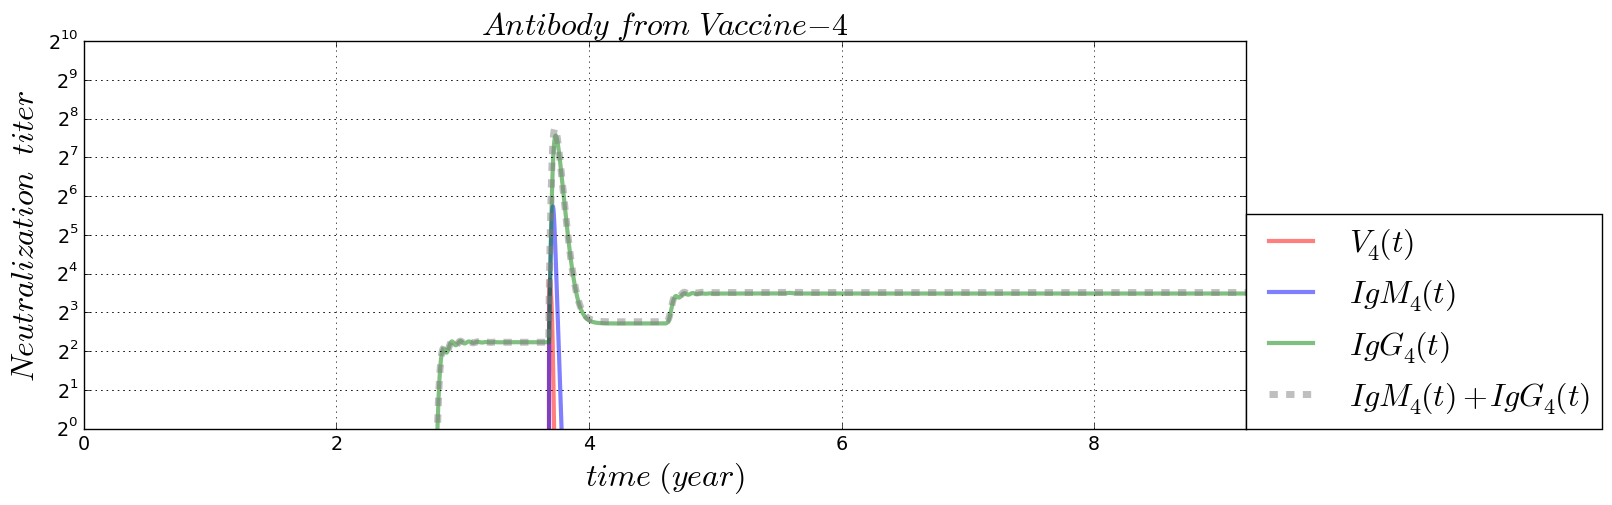 Antibody from Vaccine−4
Neutralization titer
2^10
2^9
2^8
2^7
2^6
2^5
2^4
2^3
2^2
2^1
2^0
0 2 4 6 8
time (year)
V_4(t)
IgM_4(t)
IgG_4(t)
IgM_4(t)+IgG_4(t)